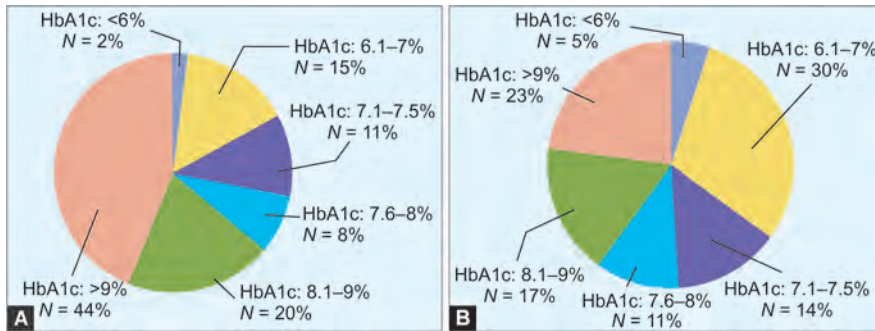 HbA1c: <6%
N = 2%
HbA1c: 6.1–7%
N = 15%
HbA1c: 7.1–7.5%
N = 11%
HbA1c: 7.6–8%
N = 8%
HbA1c: 8.1–9%
N = 20%
HbA1c: >9%
N = 44%
A
HbA1c: <6%
N = 5%
HbA1c: 6.1–7%
N = 30%
HbA1c: 7.1–7.5%
N = 14%
HbA1c: 7.6–8%
N = 11%
HbA1c: 8.1–9%
N = 17%
HbA1c: >9%
N = 23%
B